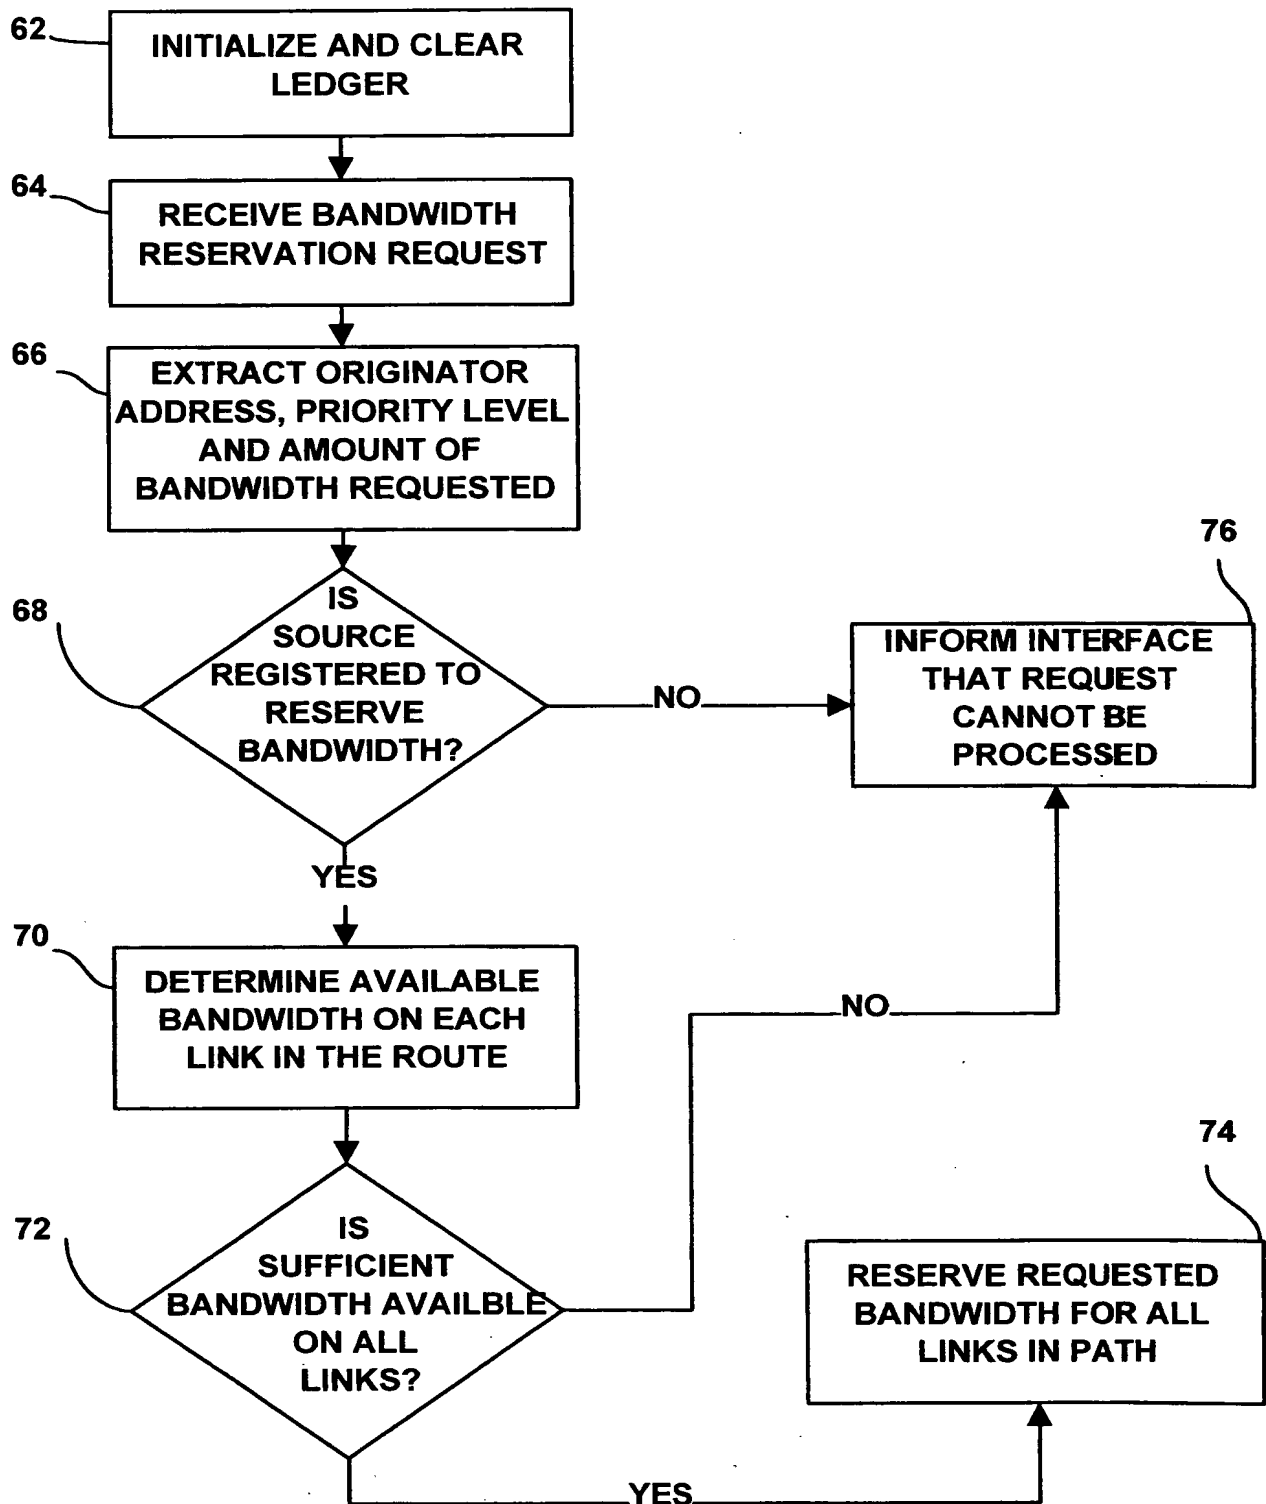 62
INITIALIZE AND CLEAR
LEDGER
64
RECEIVE BANDWIDTH
RESERVATION REQUEST
66
EXTRACT ORIGINATOR
ADDRESS, PRIORITY LEVEL
AND AMOUNT OF
BANDWIDTH REQUESTED
68
IS
SOURCE
REGISTERED TO
RESERVE
BANDWIDTH?
NO
76
INFORM INTERFACE
THAT REQUEST
CANNOT BE
PROCESSED
YES
70
DETERMINE AVAILABLE
BANDWIDTH ON EACH
LINK IN THE ROUTE
NO
72
IS
SUFFICIENT
BANDWIDTH AVAILBLE
ON ALL
LINKS?
74
RESERVE REQUESTED
BANDWIDTH FOR ALL
LINKS IN PATH
YES